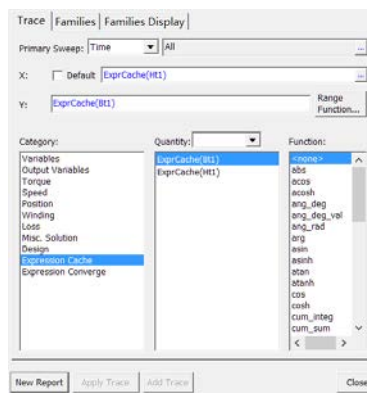 Trace Families Families Display
Primary Sweep: Time All ...
X: Default ExprCache(Ht1) ...
Y: ExprCache(Bt1) Range Function...
Category: Quantity: Function:
Variables
Output Variables
Torque
Speed
Position
Winding
Loss
Misc. Solution
Design
Expression Cache
Expression Converge
ExprCache(Bt1)
ExprCache(Ht1)
<none>
abs
acos
acosh
ang_deg
ang_deg_val
ang_rad
arg
asin
asinh
atan
atanh
cos
cosh
cum_integ
cum_sum
New Report Apply Trace Add Trace Close